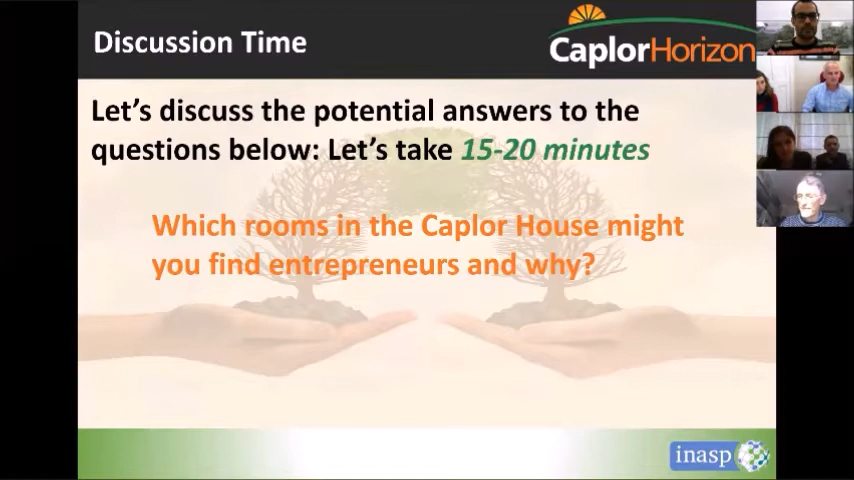 Discussion Time
CaplorHorizon
Let's discuss the potential answers to the
questions below: Let's take 15-20 minutes
Which rooms in the Caplor House might
you find entrepreneurs and why?
inasp